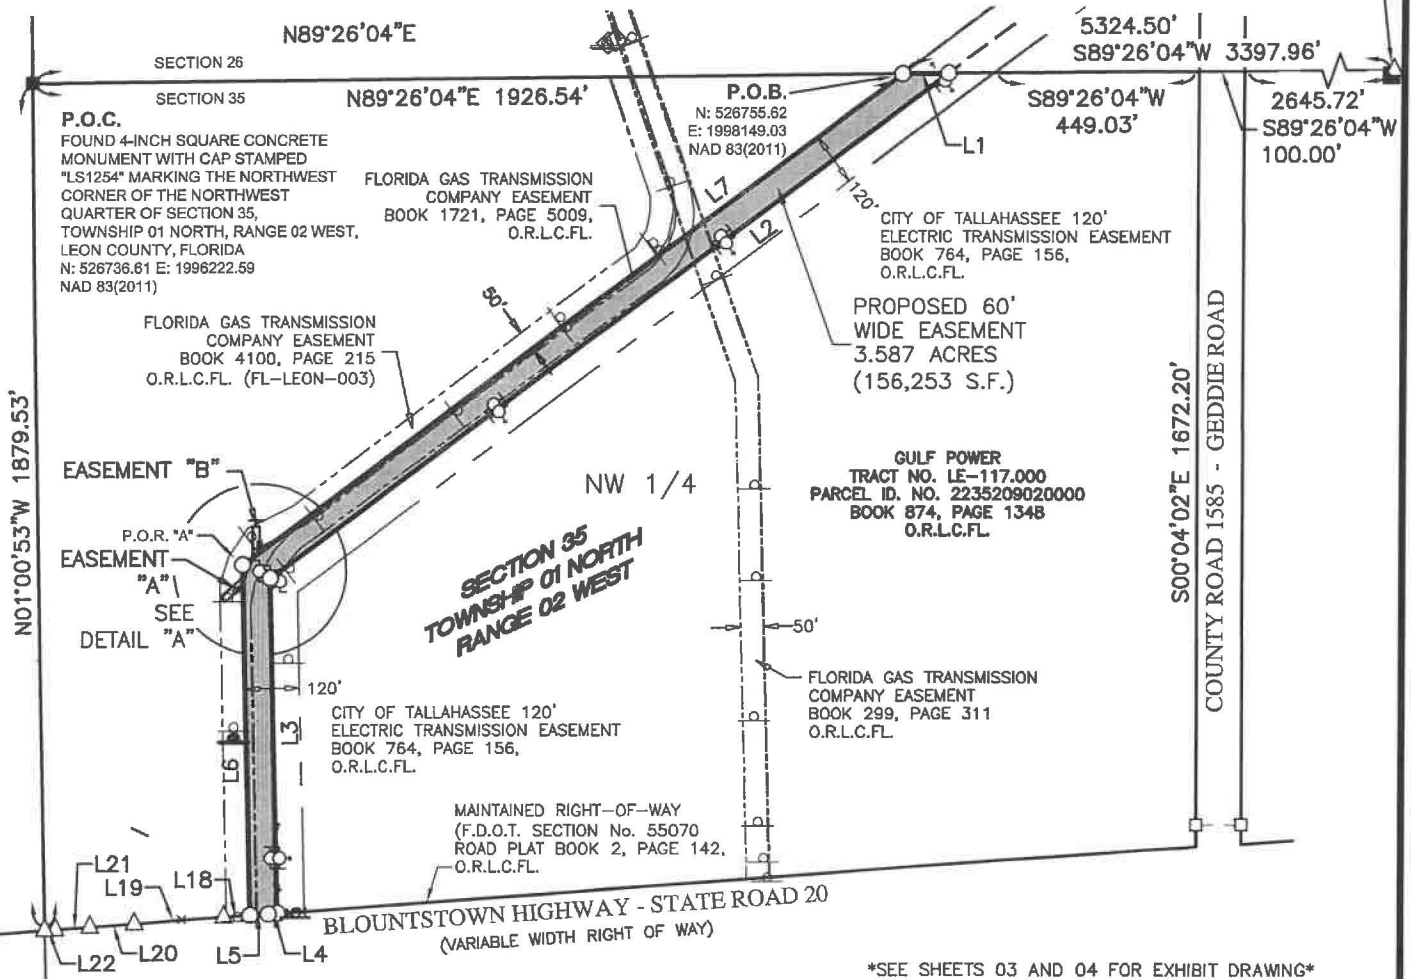 N89°26'04"E
5324.50'
S89°26'04"W 3397.96'
SECTION 26
SECTION 35
N89°26'04"E 1926.54'
P.O.B.
N: 526755.62
E: 1998149.03
NAD 83(2011)
S89°26'04"W
449.03'
2645.72'
S89°26'04"W
100.00'
L1
P.O.C.
FOUND 4-INCH SQUARE CONCRETE
MONUMENT WITH CAP STAMPED
"LS1254" MARKING THE NORTHWEST
CORNER OF THE NORTHWEST
QUARTER OF SECTION 35,
TOWNSHIP 01 NORTH, RANGE 02 WEST,
LEON COUNTY, FLORIDA
N: 526736.61 E: 1996222.59
NAD 83(2011)
FLORIDA GAS TRANSMISSION
COMPANY EASEMENT
BOOK 1721, PAGE 5009,
O.R.L.C.FL.
L7
L2
120'
CITY OF TALLAHASSEE 120'
ELECTRIC TRANSMISSION EASEMENT
BOOK 764, PAGE 156,
O.R.L.C.FL.
50'
FLORIDA GAS TRANSMISSION
COMPANY EASEMENT
BOOK 4100, PAGE 215
O.R.L.C.FL. (FL-LEON-003)
PROPOSED 60'
WIDE EASEMENT
3.587 ACRES
(156,253 S.F.)
N01°00'53"W 1879.53'
S00°04'02"E 1672.20'
COUNTY ROAD 1585 - GEDDIE ROAD
EASEMENT "B"
P.O.R. "A"
EASEMENT
"A"
SEE
DETAIL "A"
NW 1/4
GULF POWER
TRACT NO. LE-117.000
PARCEL ID. NO. 2235209020000
BOOK 874, PAGE 1348
O.R.L.C.FL.
SECTION 35
TOWNSHIP 01 NORTH
RANGE 02 WEST
50'
FLORIDA GAS TRANSMISSION
COMPANY EASEMENT
BOOK 299, PAGE 311
O.R.L.C.FL.
120'
CITY OF TALLAHASSEE 120'
ELECTRIC TRANSMISSION EASEMENT
BOOK 764, PAGE 156,
O.R.L.C.FL.
L3
L6
MAINTAINED RIGHT-OF-WAY
(F.D.O.T. SECTION No. 55070
ROAD PLAT BOOK 2, PAGE 142,
O.R.L.C.FL.
L21
L19
L18
L22
L20
L5
L4
BLOUNTSTOWN HIGHWAY - STATE ROAD 20
(VARIABLE WIDTH RIGHT OF WAY)
*SEE SHEETS 03 AND 04 FOR EXHIBIT DRAWING*